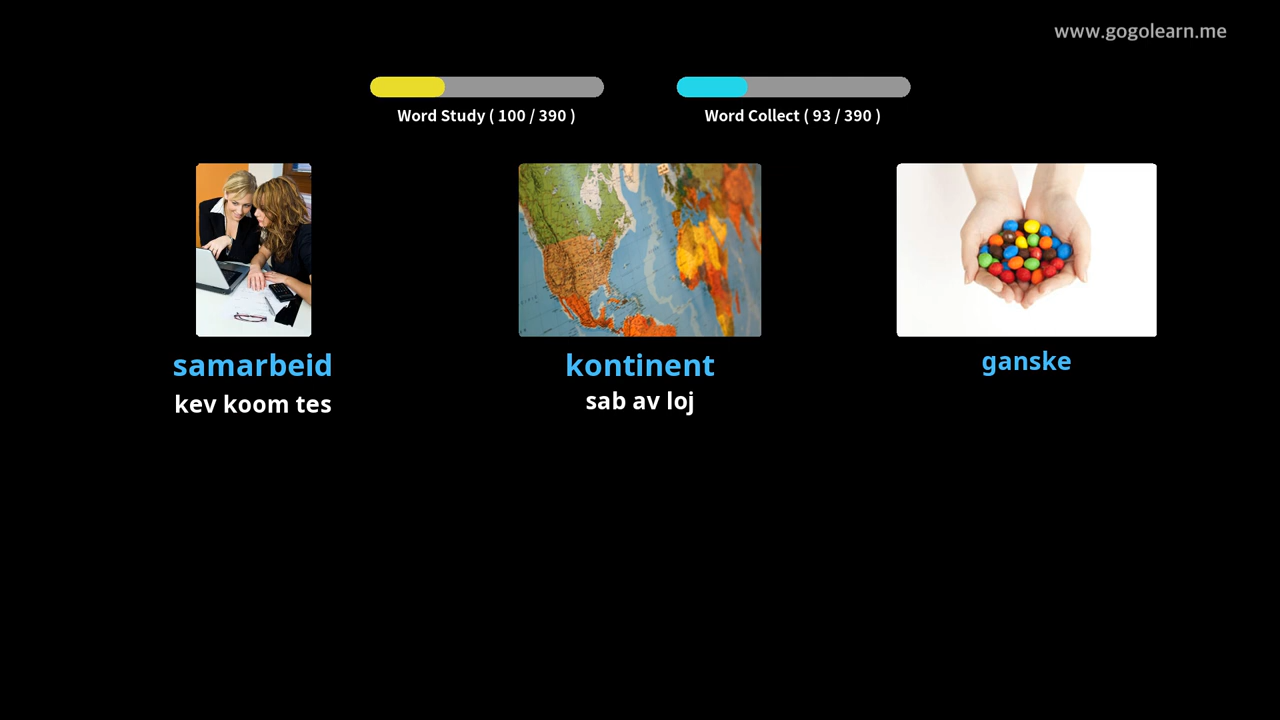 www.gogolearn.me
Word Study ( 100 / 390 )
Word Collect ( 93 / 390 )
samarbeid
kev koom tes
kontinent
sab av loj
ganske